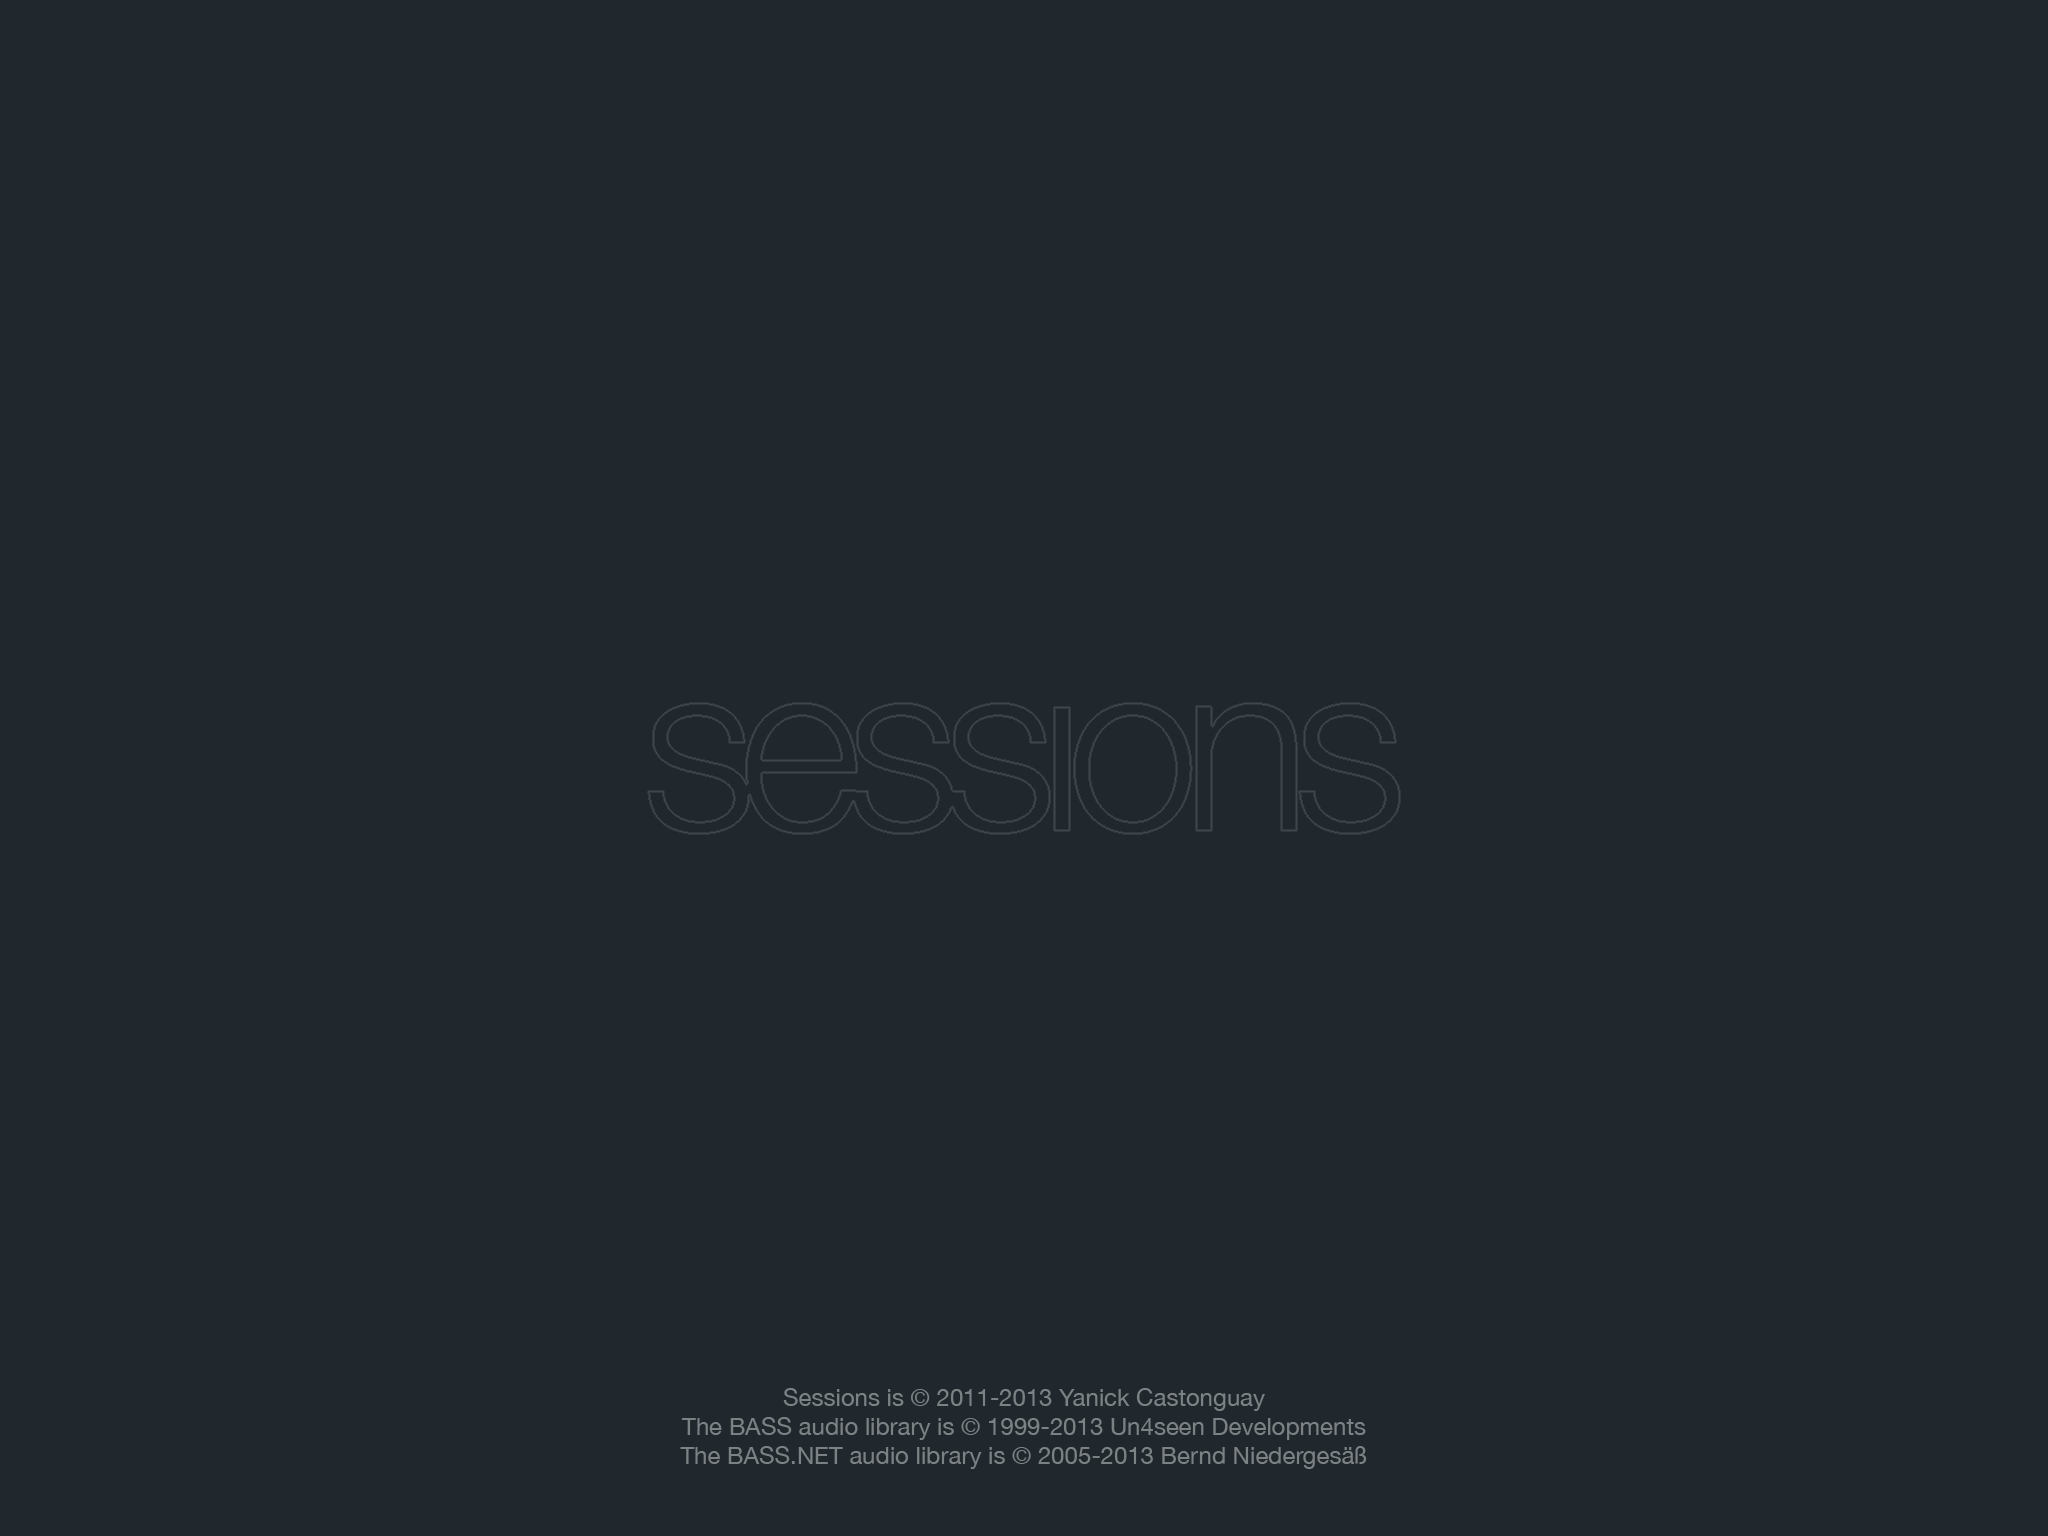 sessions
Sessions is © 2011-2013 Yanick Castonguay
The BASS audio library is © 1999-2013 Un4seen Developments
The BASS.NET audio library is © 2005-2013 Bernd Niedergesäß